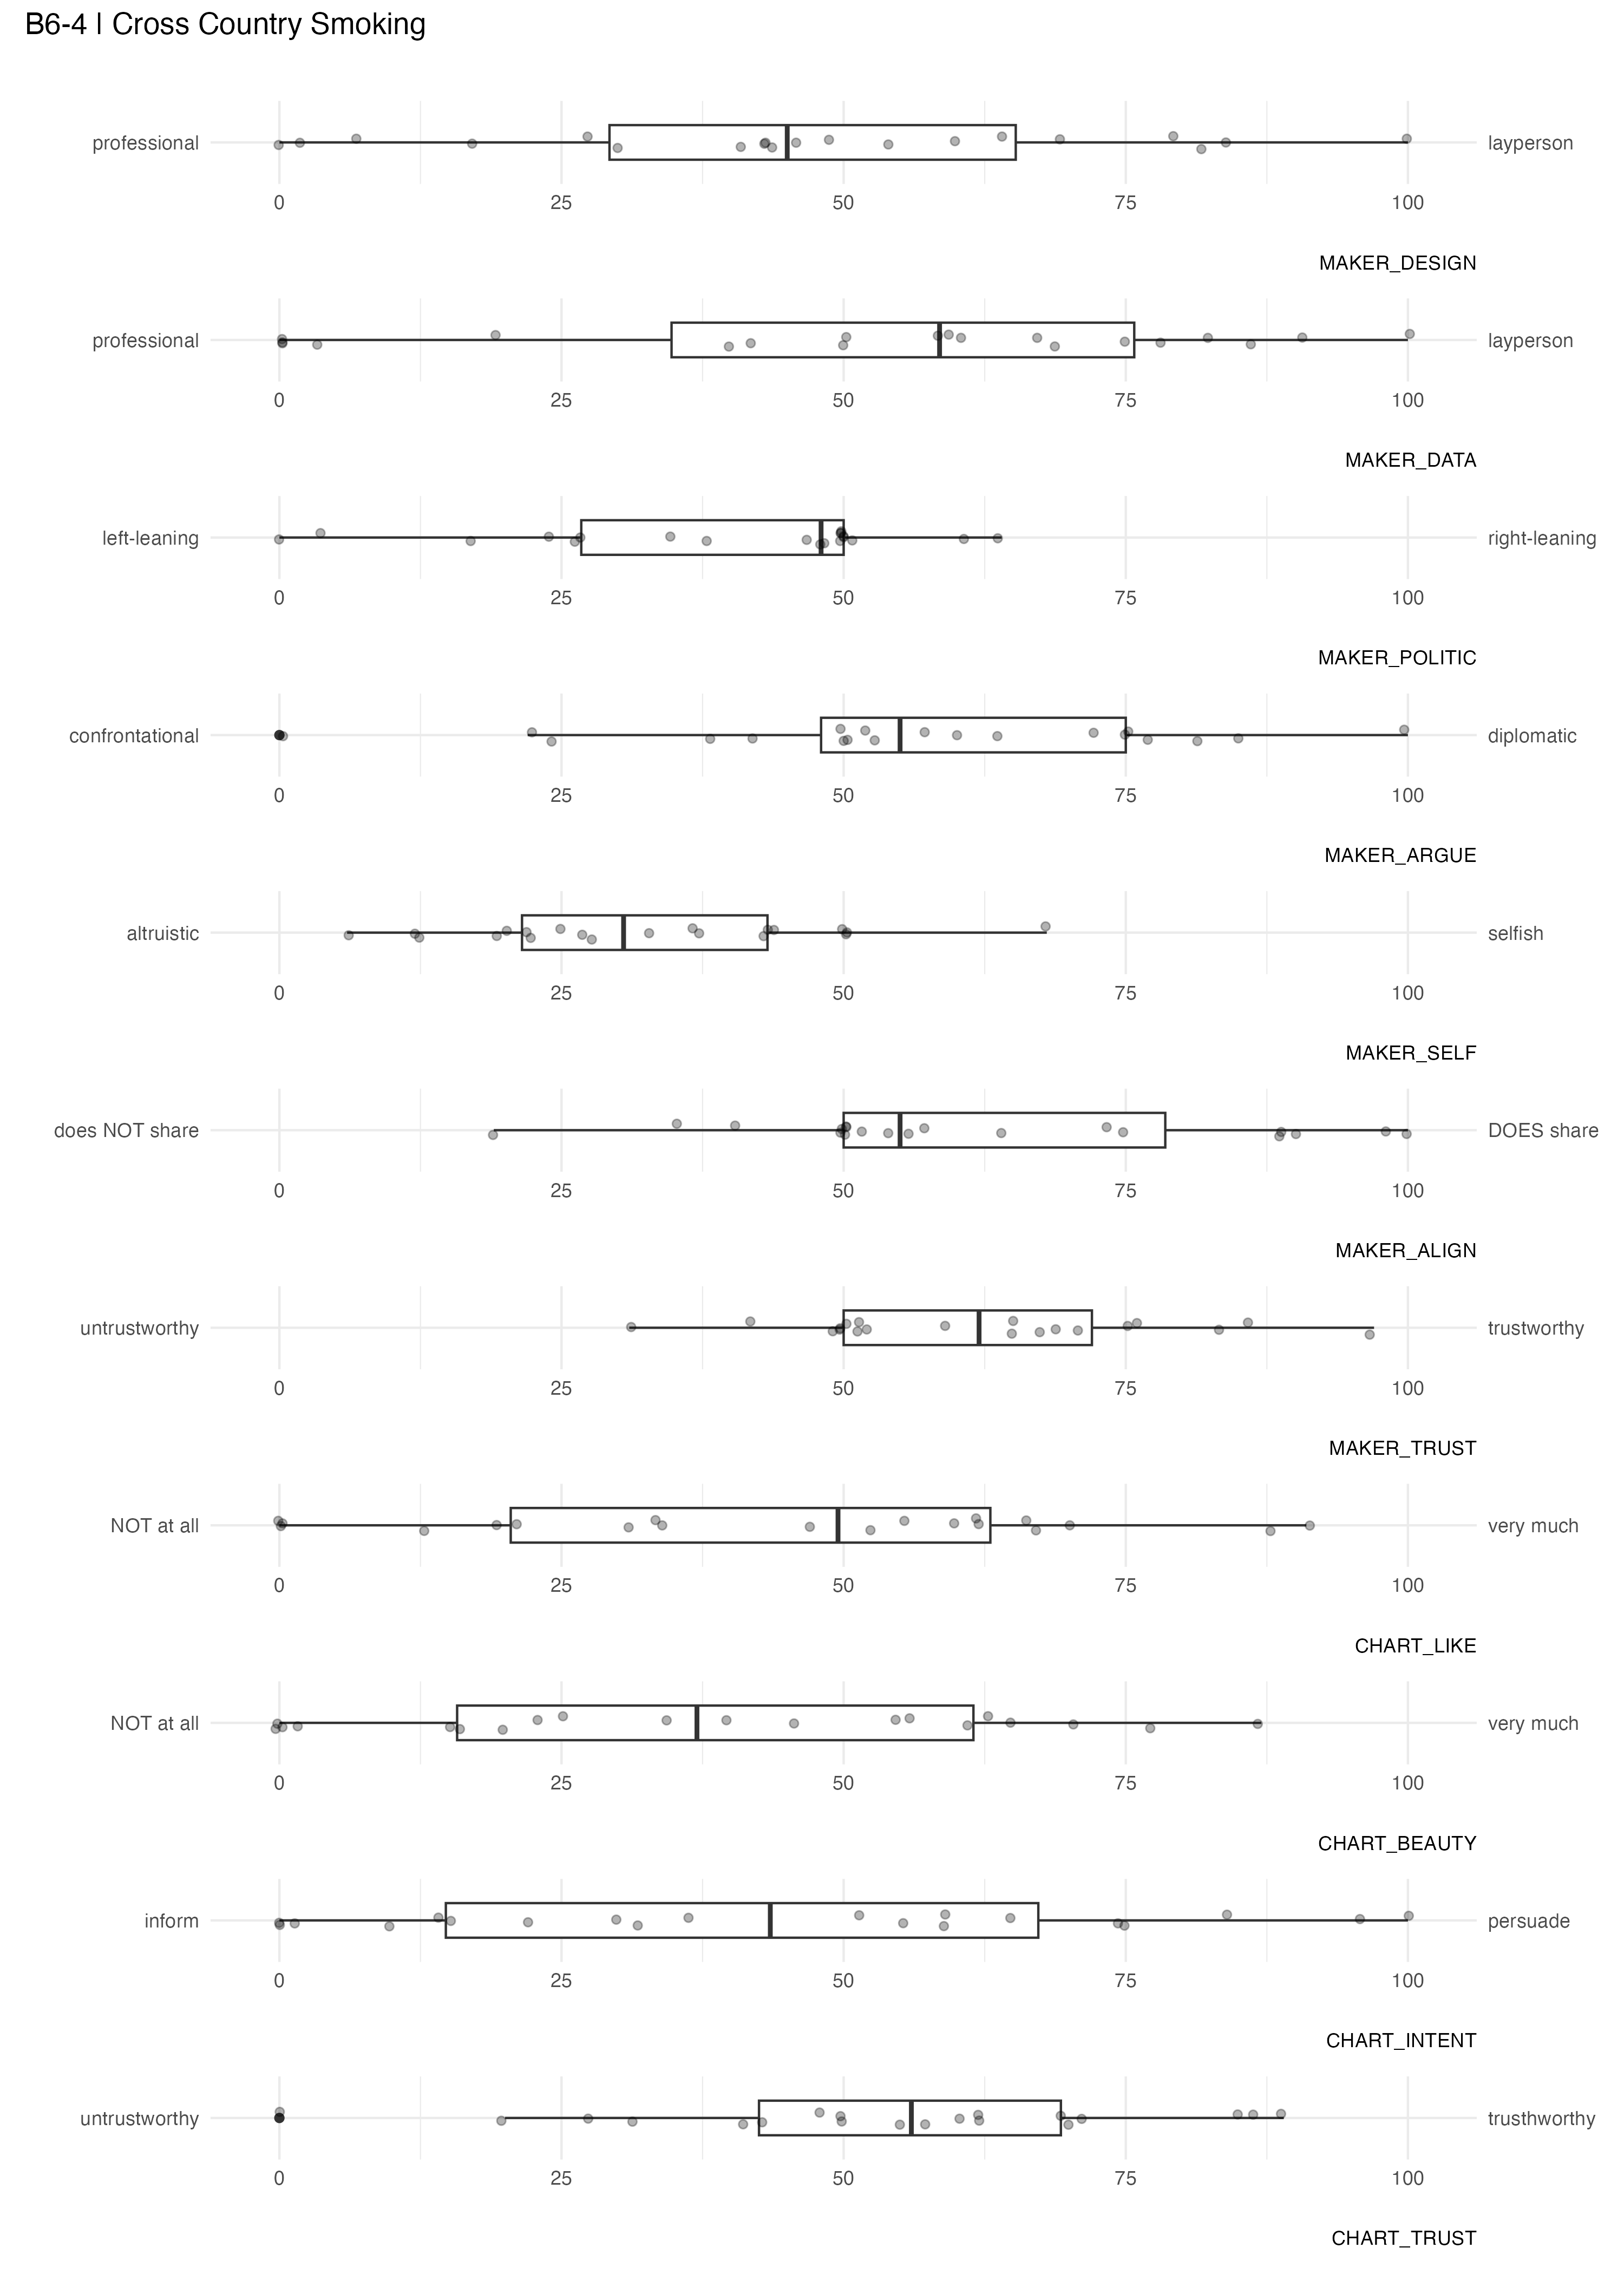 B6-4 | Cross Country Smoking
professional layperson
0 25 50 75 100
MAKER_DESIGN
professional layperson
0 25 50 75 100
MAKER_DATA
left-leaning right-leaning
0 25 50 75 100
MAKER_POLITIC
confrontational diplomatic
0 25 50 75 100
MAKER_ARGUE
altruistic selfish
0 25 50 75 100
MAKER_SELF
does NOT share DOES share
0 25 50 75 100
MAKER_ALIGN
untrustworthy trustworthy
0 25 50 75 100
MAKER_TRUST
NOT at all very much
0 25 50 75 100
CHART_LIKE
NOT at all very much
0 25 50 75 100
CHART_BEAUTY
inform persuade
0 25 50 75 100
CHART_INTENT
untrustworthy trusthworthy
0 25 50 75 100
CHART_TRUST